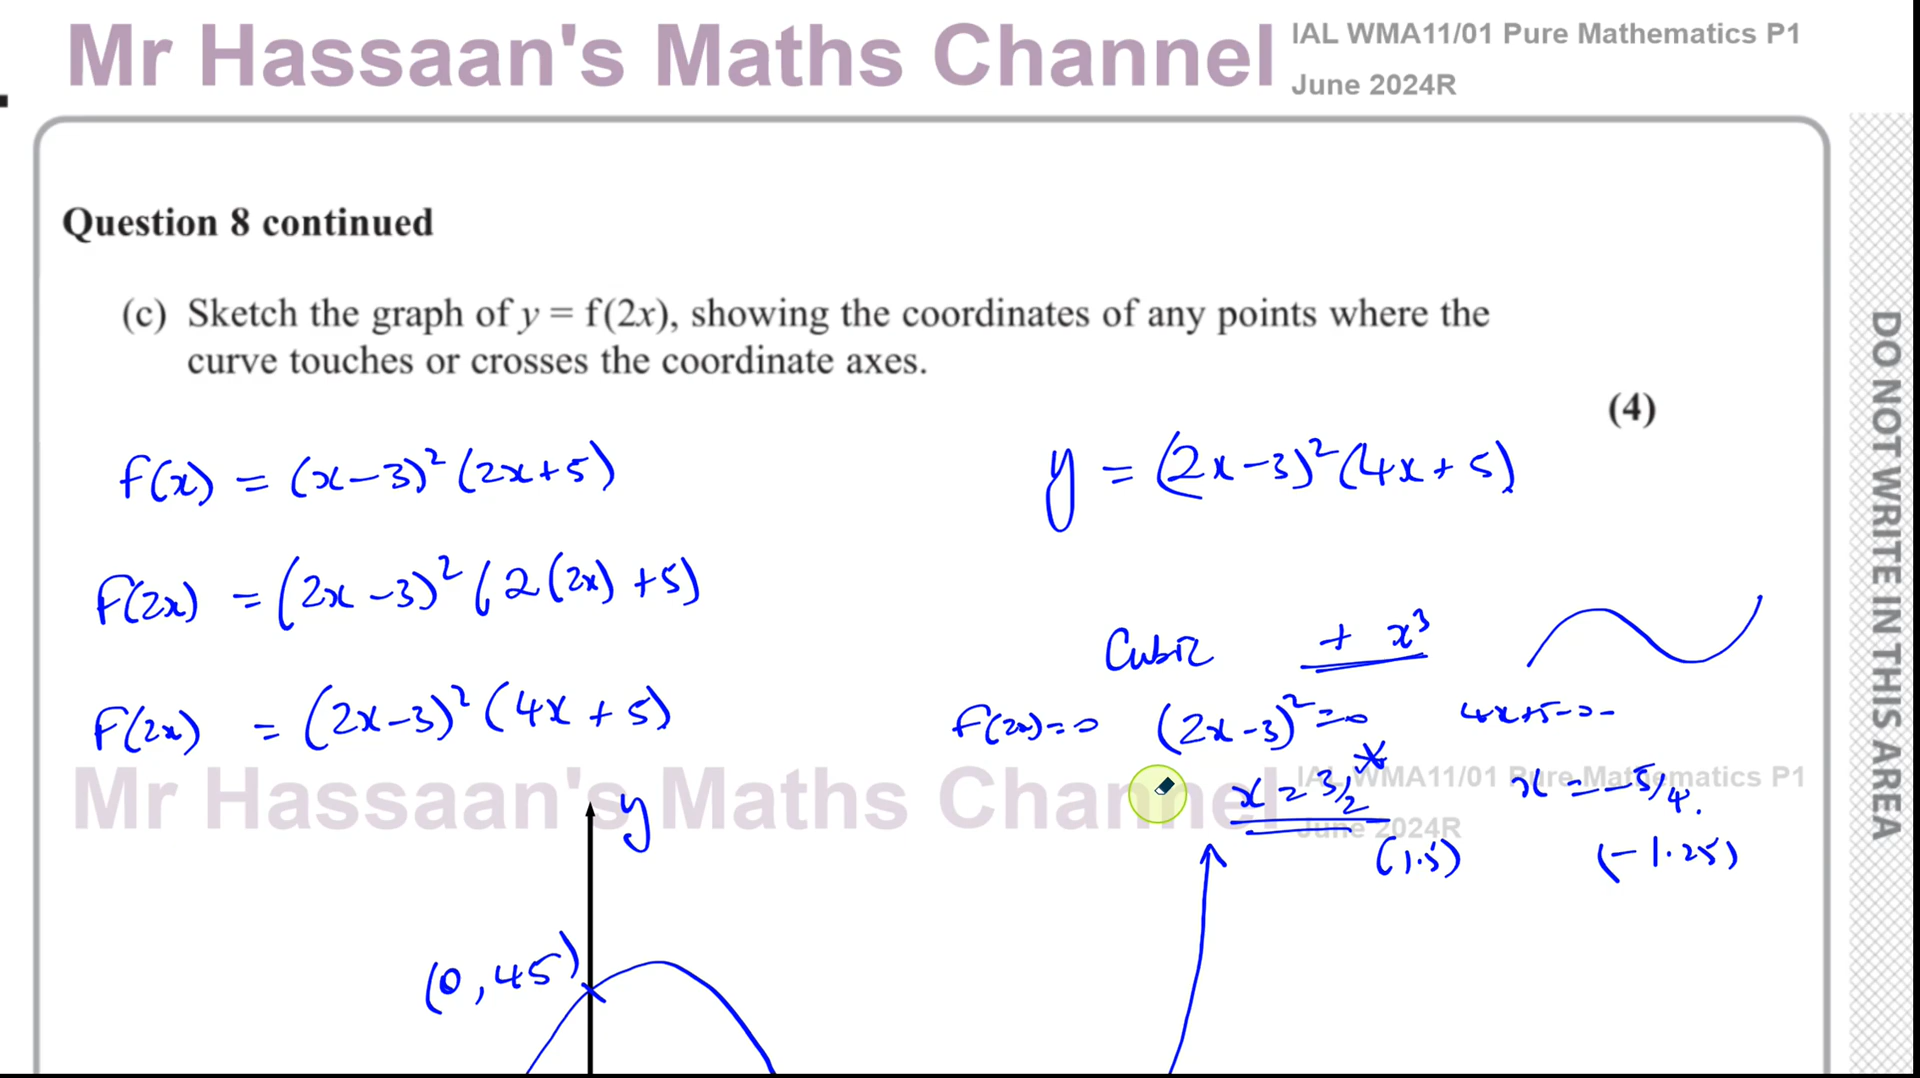 Mr Hassaan's Maths Channel
IAL WMA11/01 Pure Mathematics P1
June 2024R
Question 8 continued
(c) Sketch the graph of y = f(2x), showing the coordinates of any points where the
curve touches or crosses the coordinate axes.
(4)
f(x) = (x-3)² (2x+5)
f(2x) = (2x-3)² (2(2x)+5)
f(2x) = (2x-3)² (4x+5)
y = (2x-3)² (4x+5)
Cubic + x³
f(2x)=0 (2x-3)²=0 4x+5=0
x = 3/2 * x = -5/4.
(1.5) (-1.25)
Mr Hassaan's Maths Channel
IAL WMA11/01 Pure Mathematics P1
June 2024R
y
(0,45)
DO NOT WRITE IN THIS AREA